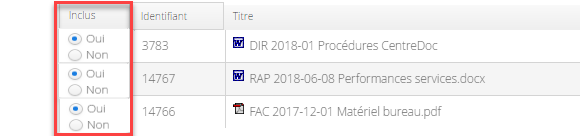 Inclus Identifiant Titre
Oui
Non
3783 DIR 2018-01 Procédures CentreDoc
Oui
Non
14767 RAP 2018-06-08 Performances services.docx
Oui
Non
14766 FAC 2017-12-01 Matériel bureau.pdf